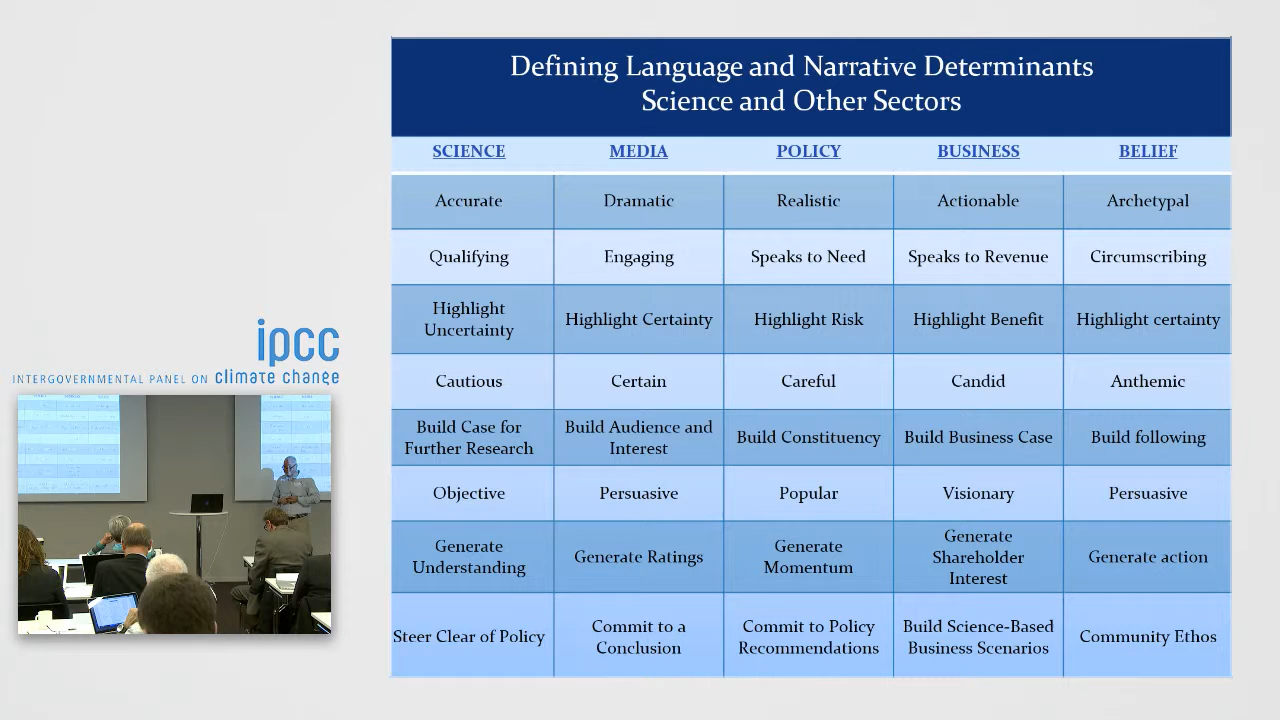 Defining Language and Narrative Determinants
Science and Other Sectors
SCIENCE MEDIA POLICY BUSINESS BELIEF
Accurate Dramatic Realistic Actionable Archetypal
Qualifying Engaging Speaks to Need Speaks to Revenue Circumscribing
Highlight
Uncertainty
Highlight Certainty Highlight Risk Highlight Benefit Highlight certainty
Cautious Certain Careful Candid Anthemic
Build Case for
Further Research
Build Audience and
Interest
Build Constituency Build Business Case Build following
Objective Persuasive Popular Visionary Persuasive
Generate
Understanding
Generate Ratings
Generate
Momentum
Generate
Shareholder
Interest
Generate action
Steer Clear of Policy
Commit to a
Conclusion
Commit to Policy
Recommendations
Build Science-Based
Business Scenarios
Community Ethos
ipcc
INTERGOVERNMENTAL PANEL ON climate change